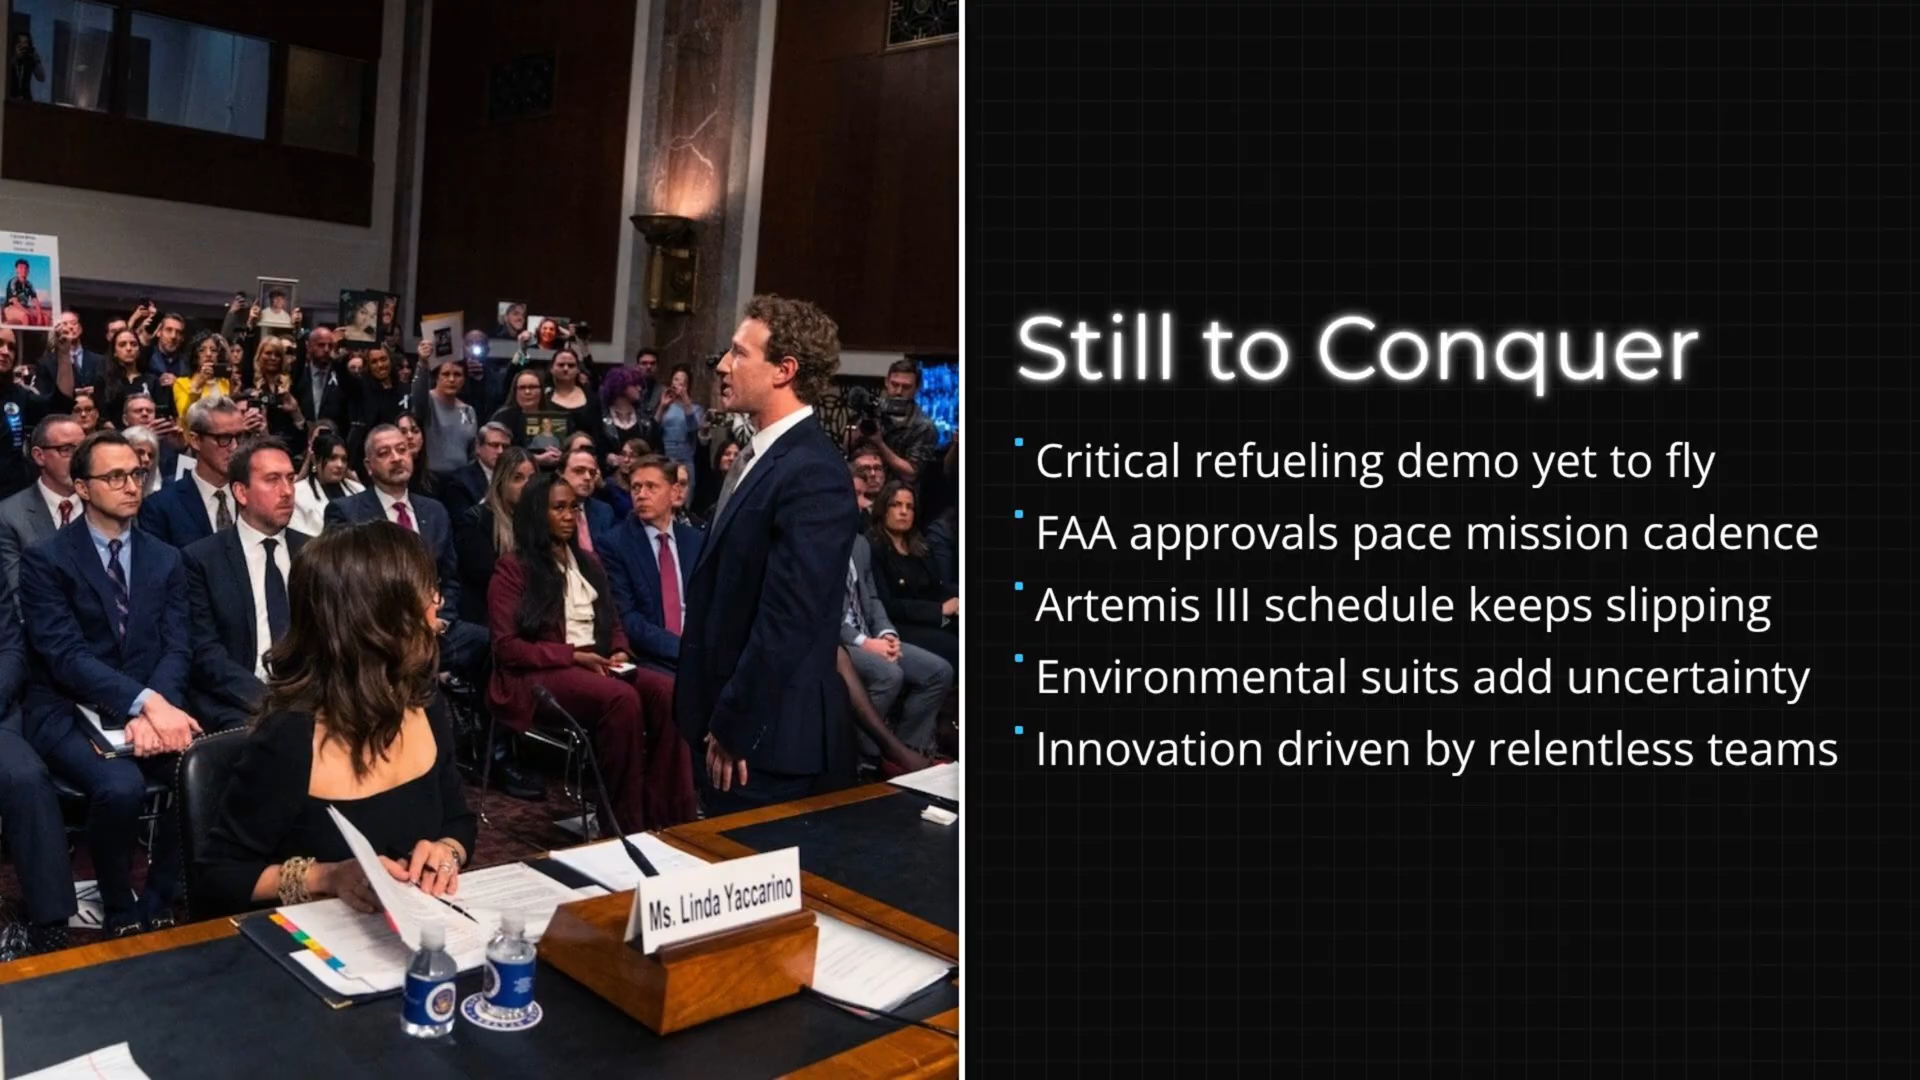 Ms. Linda Yaccarino
Still to Conquer
Critical refueling demo yet to fly
FAA approvals pace mission cadence
Artemis III schedule keeps slipping
Environmental suits add uncertainty
Innovation driven by relentless teams